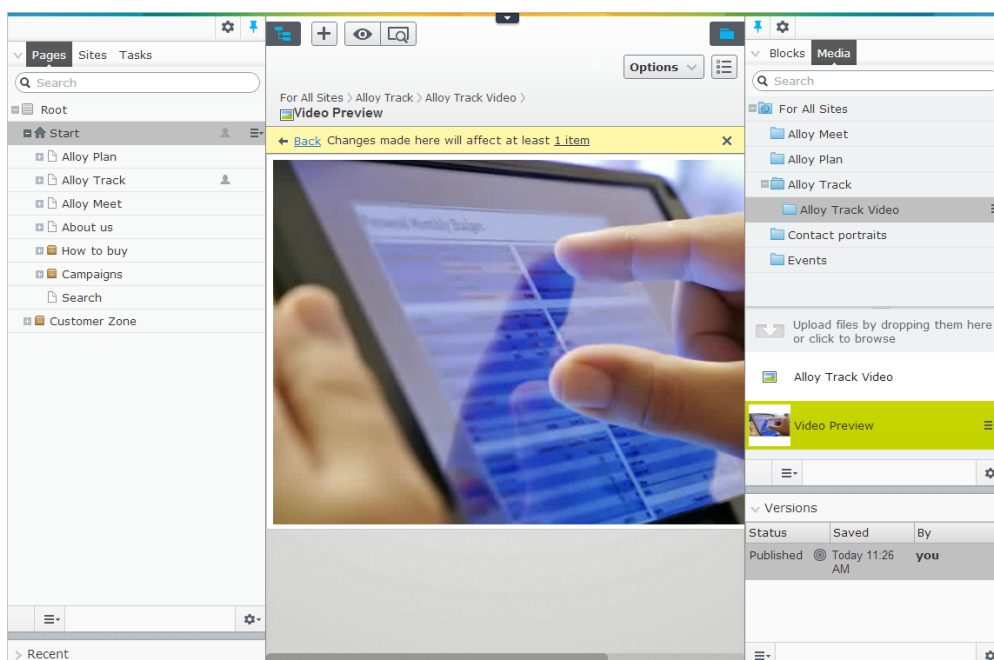 Pages Sites Tasks
Search
Root
Start
Alloy Plan
Alloy Track
Alloy Meet
About us
How to buy
Campaigns
Search
Customer Zone
Recent
Options
For All Sites > Alloy Track > Alloy Track Video >
Video Preview
Back Changes made here will affect at least 1 item
Personal Monthly Budget
Blocks Media
Search
For All Sites
Alloy Meet
Alloy Plan
Alloy Track
Alloy Track Video
Contact portraits
Events
Upload files by dropping them here
or click to browse
Alloy Track Video
Video Preview
Versions
Status Saved By
Published Today 11:26 you
AM